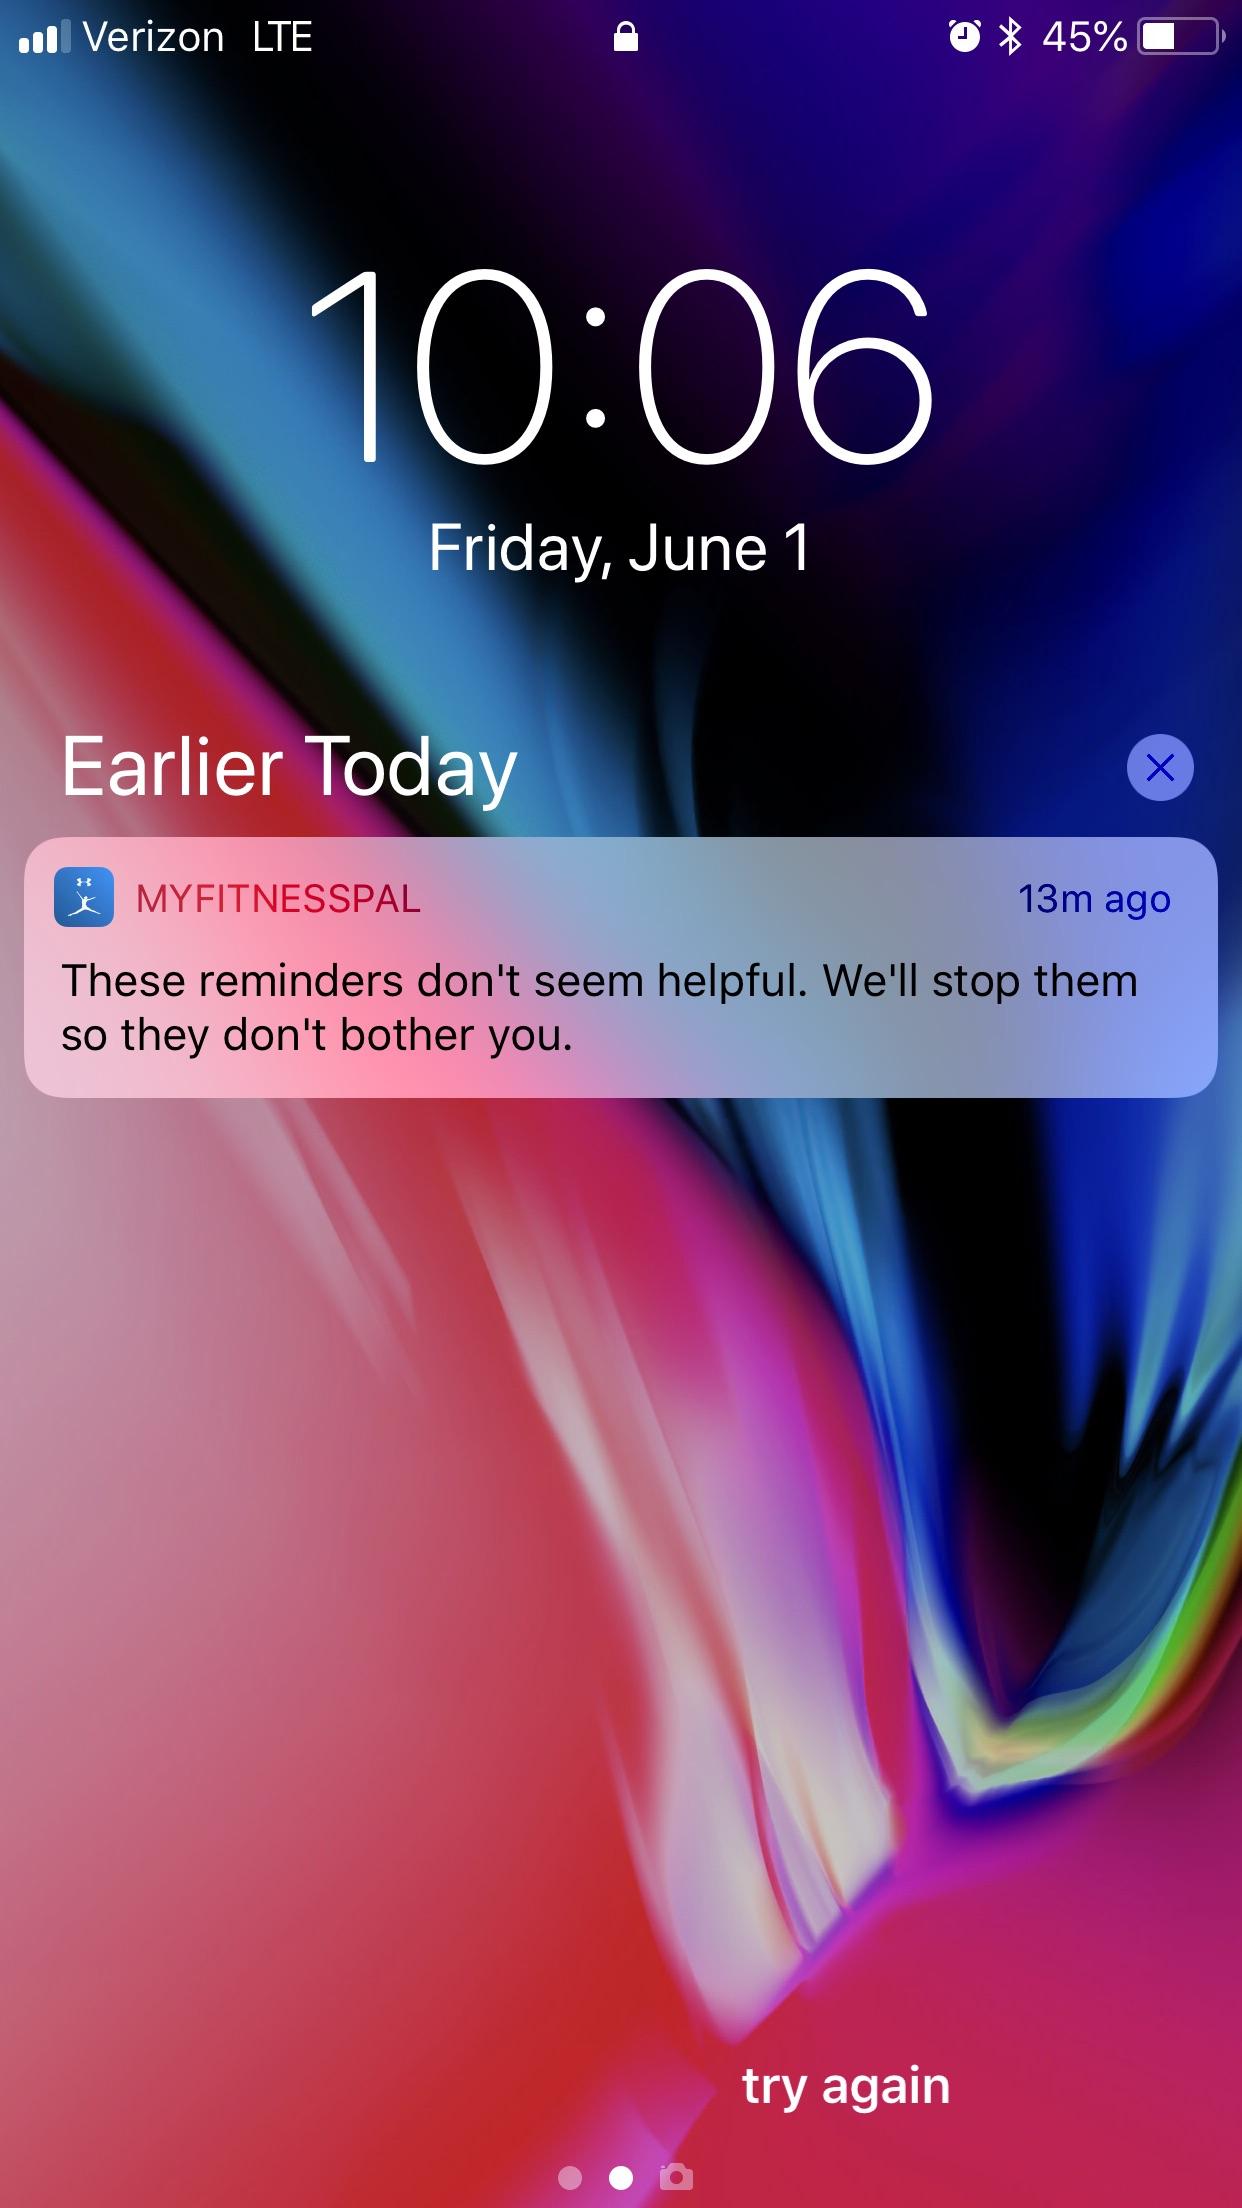 Verizon LTE 45%
10:06
Friday, June 1
Earlier Today
MYFITNESSPAL 13m ago
These reminders don't seem helpful. We'll stop them
so they don't bother you.
try again